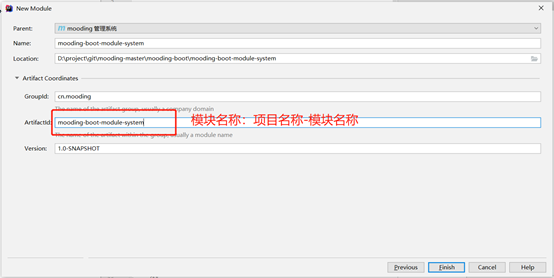 New Module
Parent: m mooding 管理系统
Name: mooding-boot-module-system
Location: D:\project\git\mooding-master\mooding-boot\mooding-boot-module-system
Artifact Coordinates
GroupId: cn.mooding
The name of the artifact group, usually a company domain
ArtifactId: mooding-boot-module-system 模块名称：项目名称-模块名称
The name of the artifact within the group, usually a module name
Version: 1.0-SNAPSHOT
Previous Finish Cancel Help